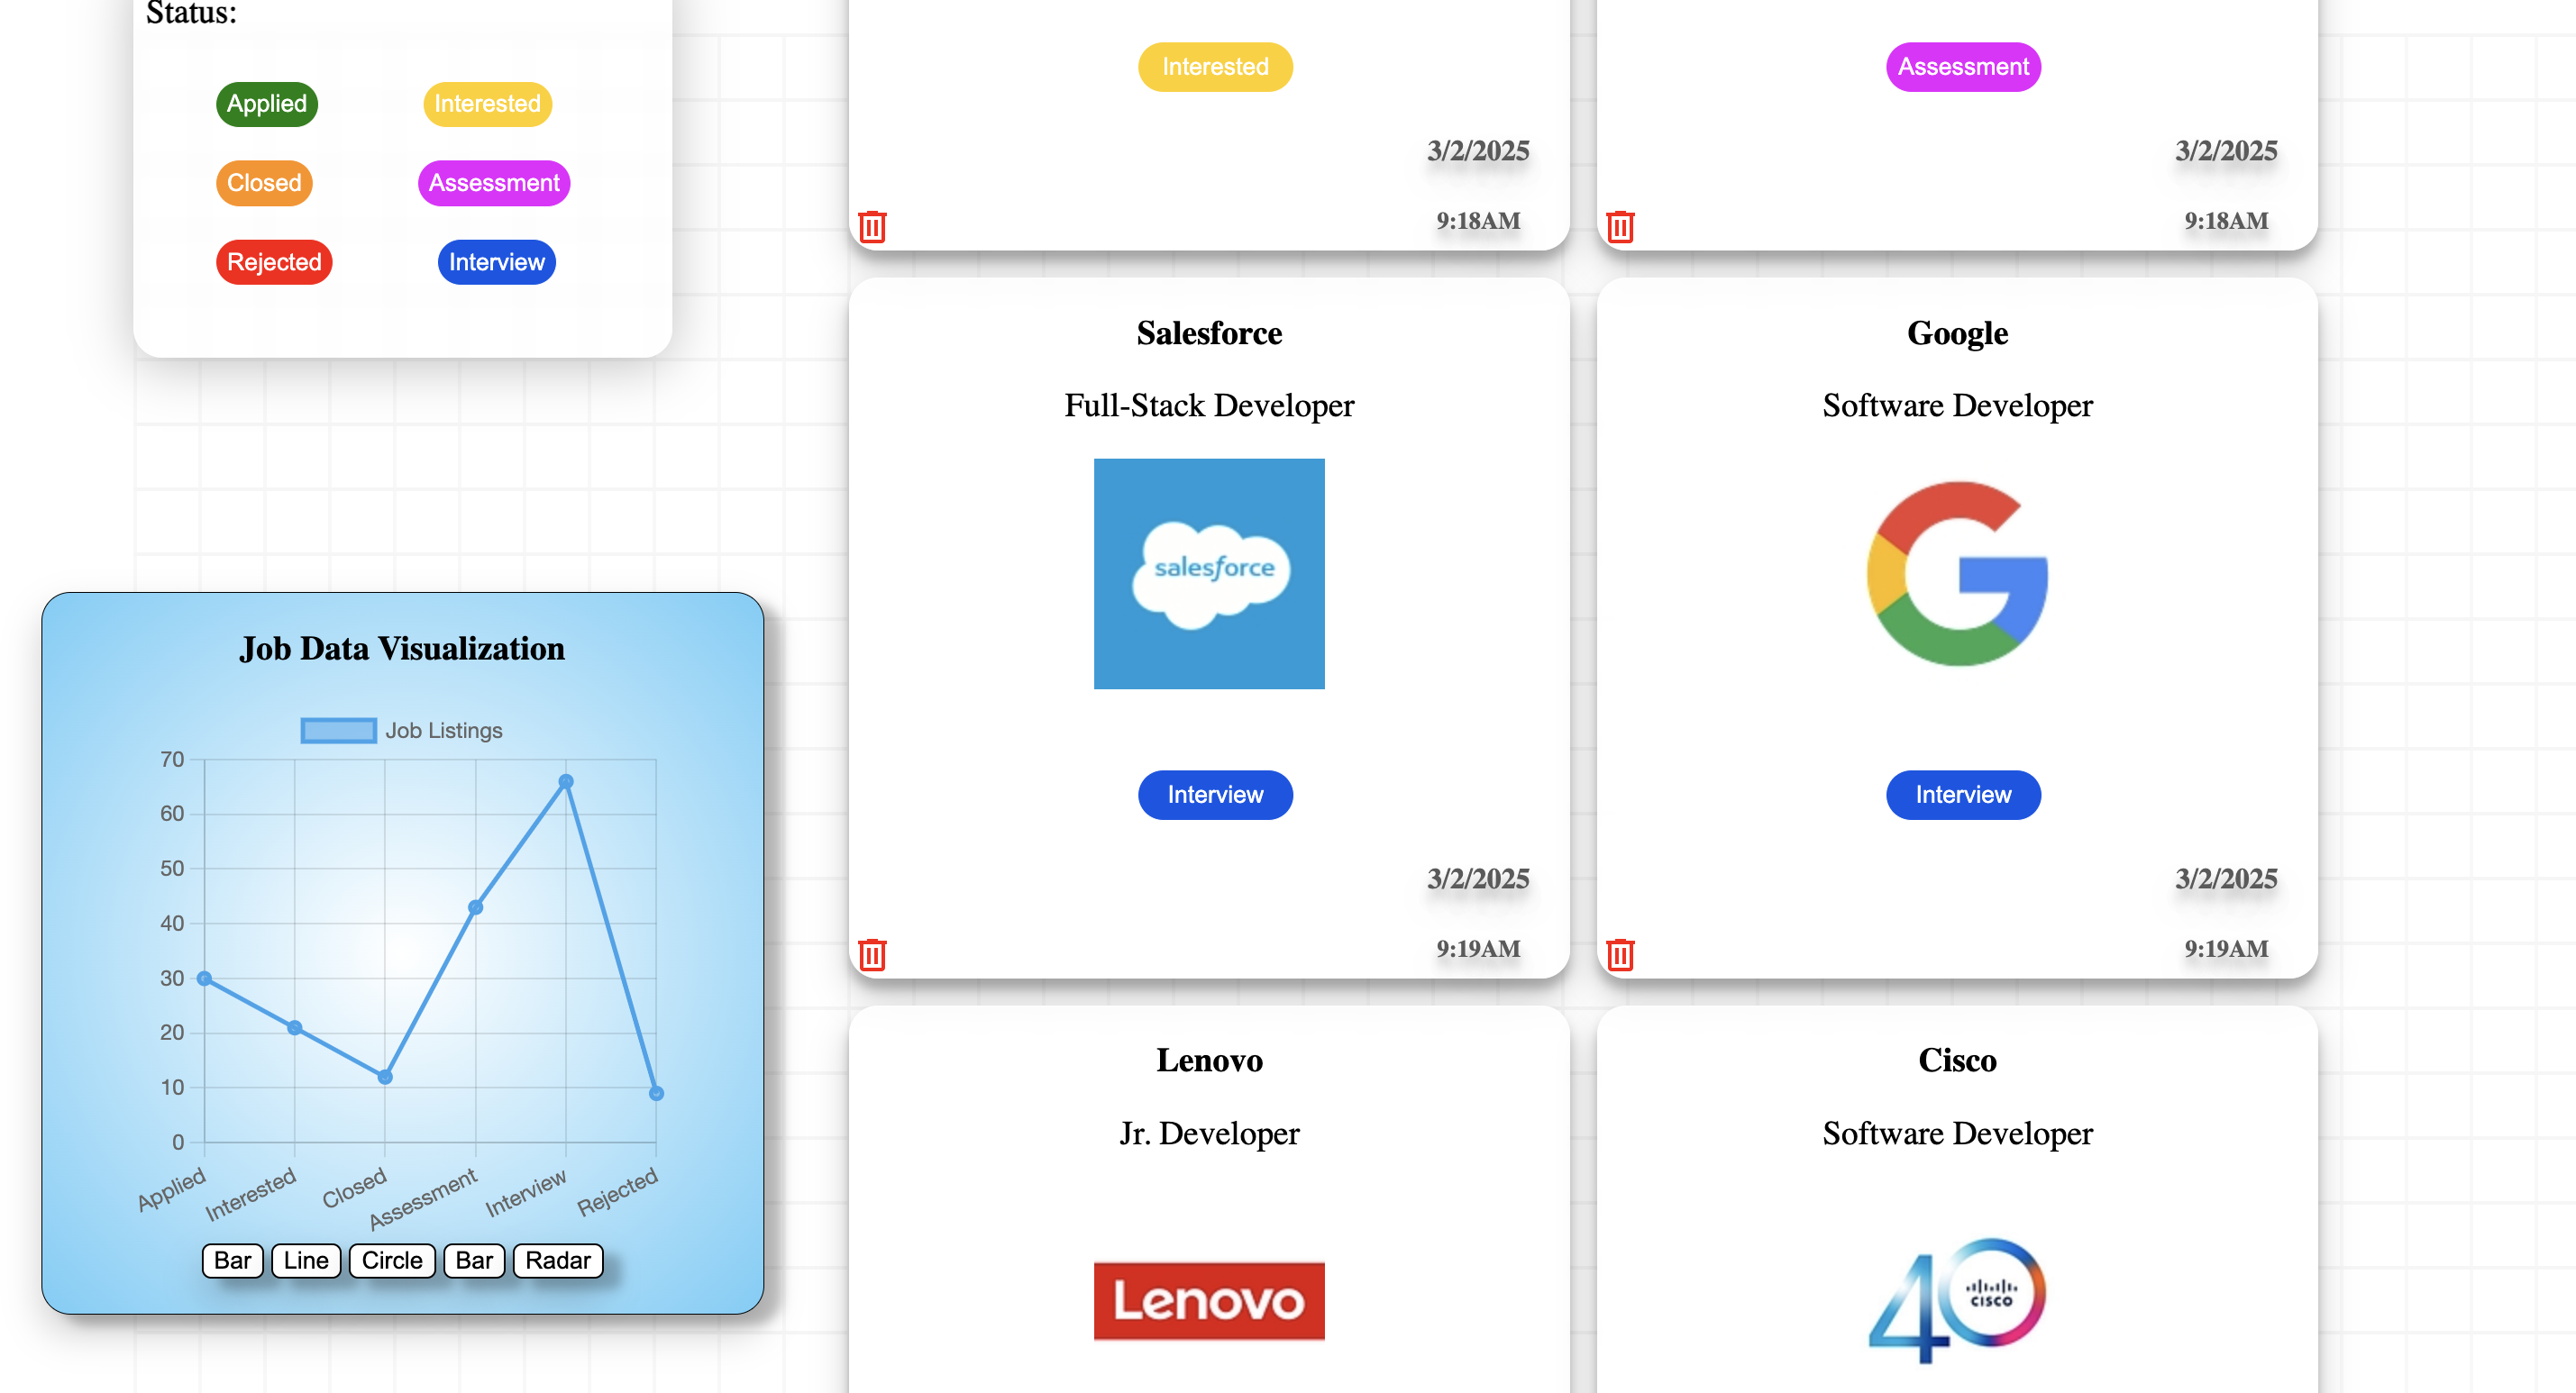 Status:
Applied
Interested
Closed
Assessment
Rejected
Interview
Job Data Visualization
Job Listings
70
60
50
40
30
20
10
0
Applied
Interested
Closed
Assessment
Interview
Rejected
Bar
Line
Circle
Bar
Radar
Interested
3/2/2025
9:18AM
Assessment
3/2/2025
9:18AM
Salesforce
Full-Stack Developer
salesforce
Interview
3/2/2025
9:19AM
Google
Software Developer
Interview
3/2/2025
9:19AM
Lenovo
Jr. Developer
Lenovo
Cisco
Software Developer
40
CISCO